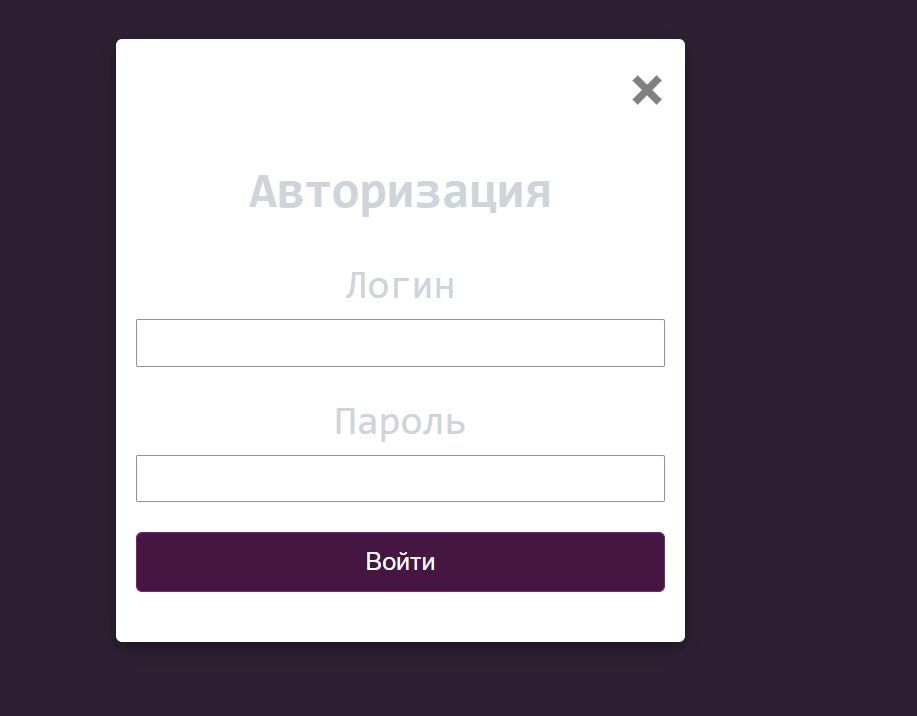 Авторизация
Логин
Пароль
Войти